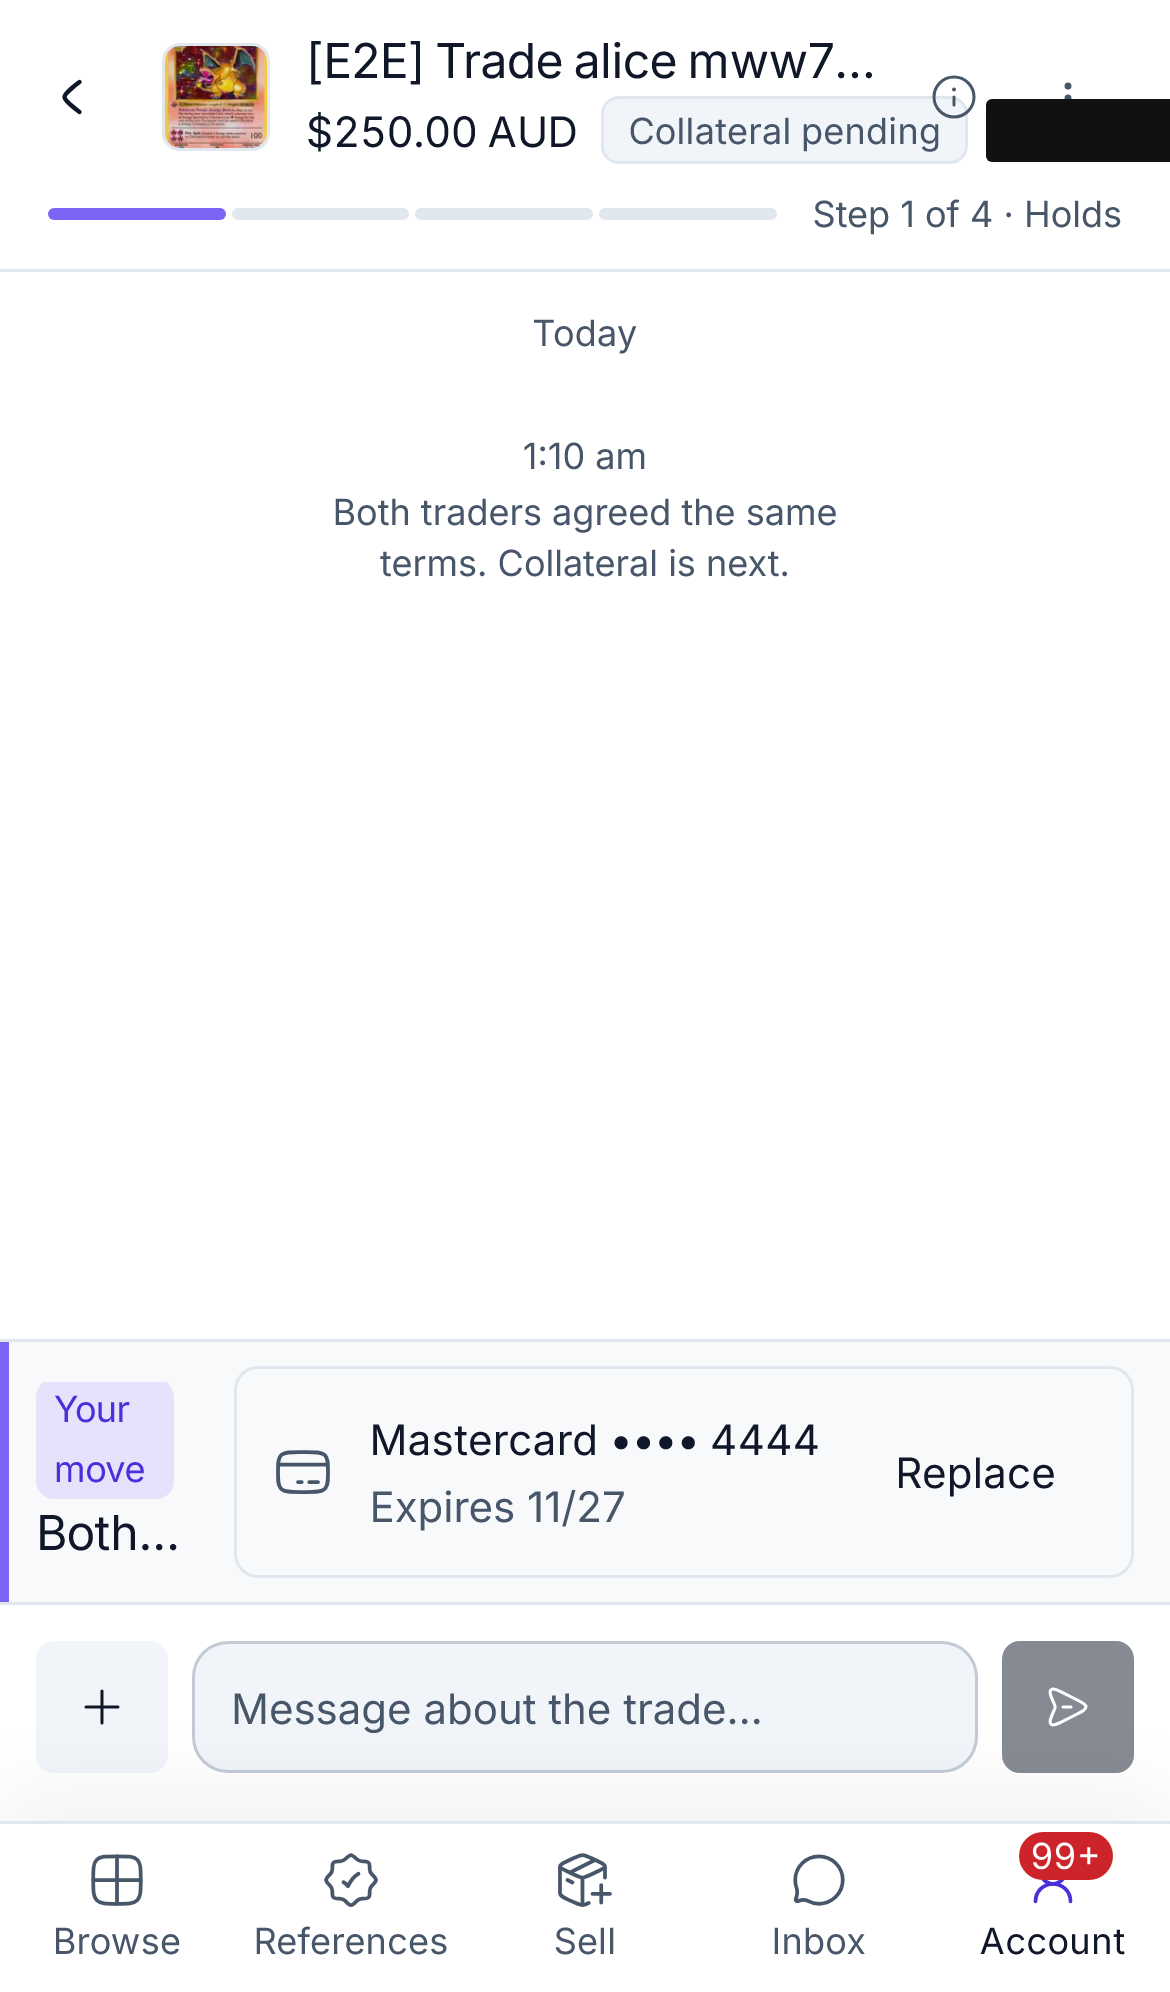 [E2E] Trade alice mww7...
$250.00 AUD
Collateral pending
Step 1 of 4 · Holds
Today
1:10 am
Both traders agreed the same
terms. Collateral is next.
Your
move
Both...
Mastercard •••• 4444
Expires 11/27
Replace
Message about the trade...
99+
Browse
References
Sell
Inbox
Account